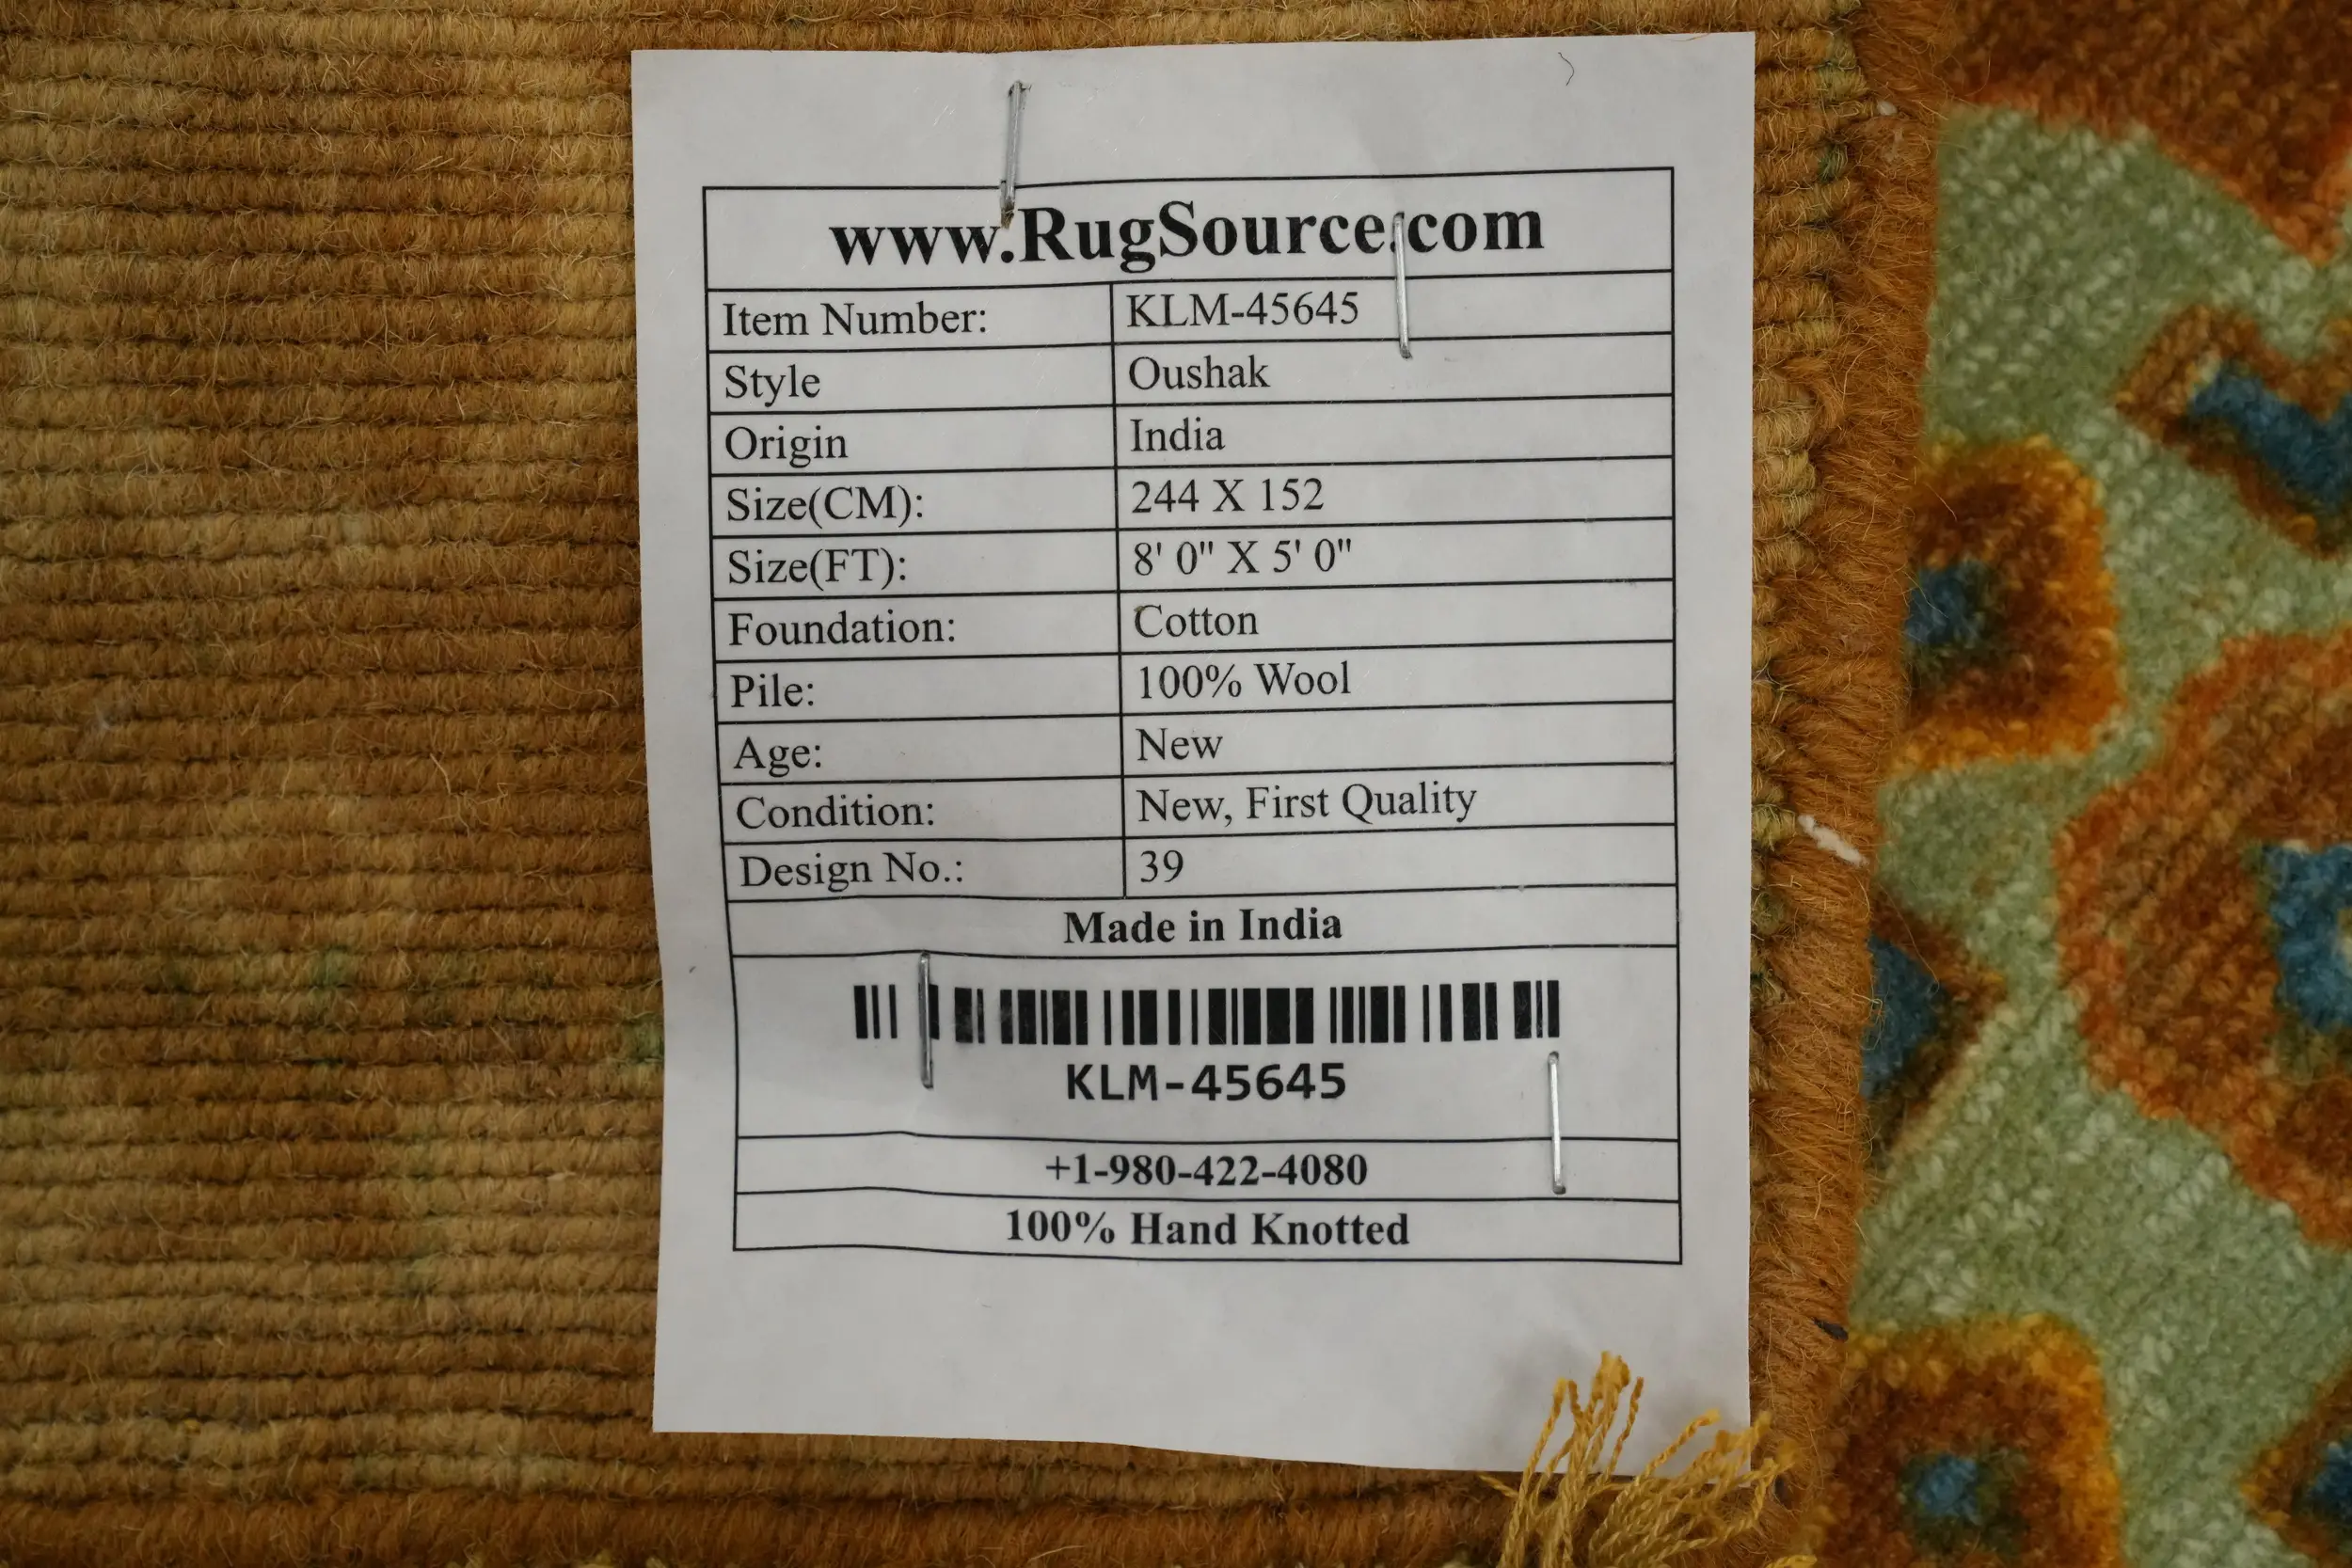 www.RugSource.com
Item Number: KLM-45645
Style Oushak
Origin India
Size(CM): 244 X 152
Size(FT): 8' 0" X 5' 0"
Foundation: Cotton
Pile: 100% Wool
Age: New
Condition: New, First Quality
Design No.: 39
Made in India
KLM-45645
+1-980-422-4080
100% Hand Knotted